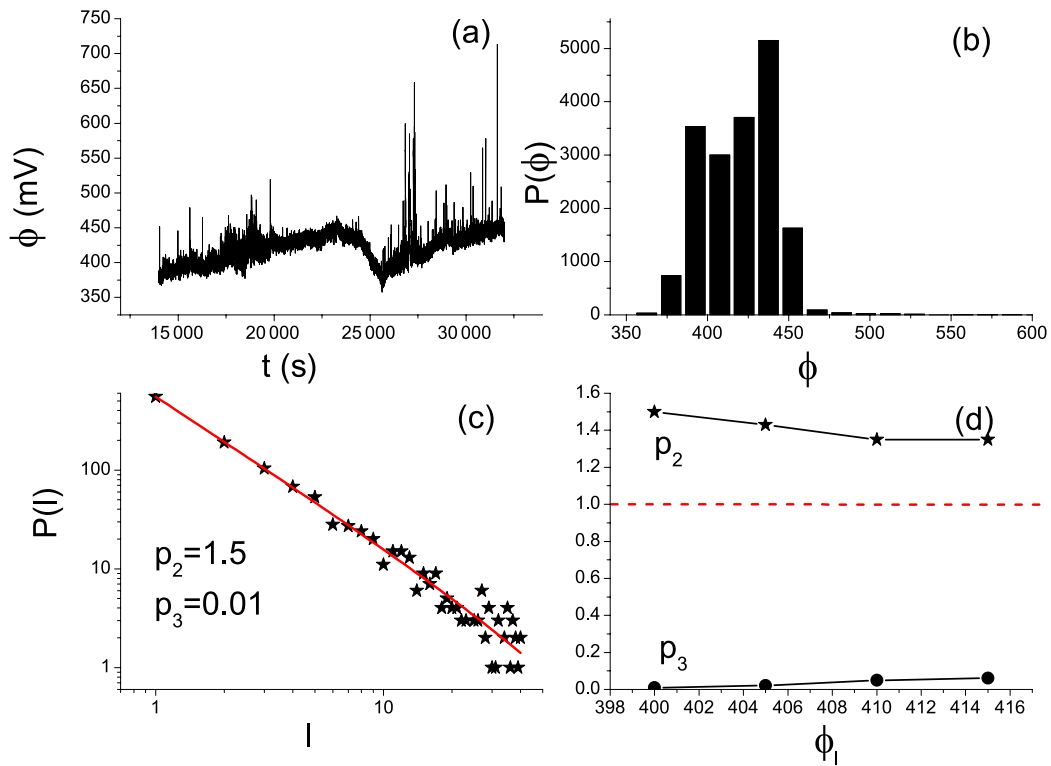 (a)
750
700
650
600
550
500
450
400
350
ϕ (mV)
15 000 20 000 25 000 30 000
t (s)
(b)
5000
4000
3000
2000
1000
0
P(ϕ)
350 400 450 500 550 600
ϕ
(c)
100
10
1
P(l)
p2=1.5
p3=0.01
1 10
l
(d)
1.6
1.4
1.2
1.0
0.8
0.6
0.4
0.2
0.0
p2
p3
398 400 402 404 406 408 410 412 414 416
ϕl